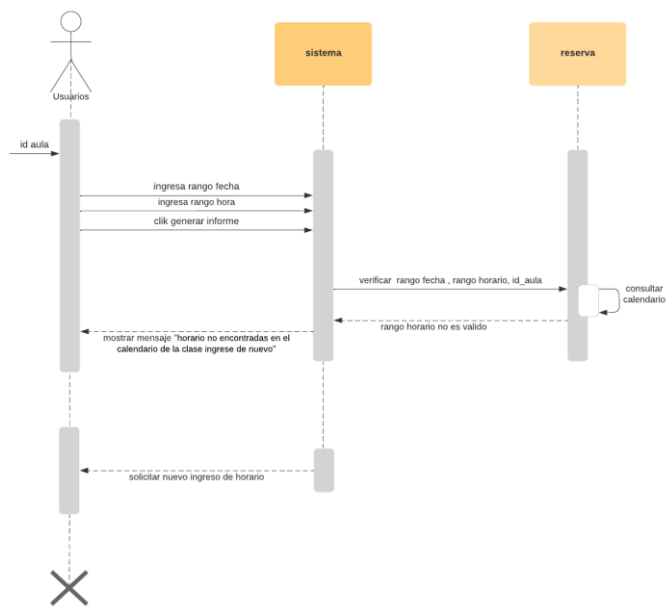 sistema
reserva
Usuarios
id aula
ingresa rango fecha
ingresa rango hora
clik generar informe
verificar  rango fecha , rango horario, id_aula
consultar
calendario
rango horario no es valido
mostrar mensaje "horario no encontradas en el
calendario de la clase ingrese de nuevo"
solicitar nuevo ingreso de horario